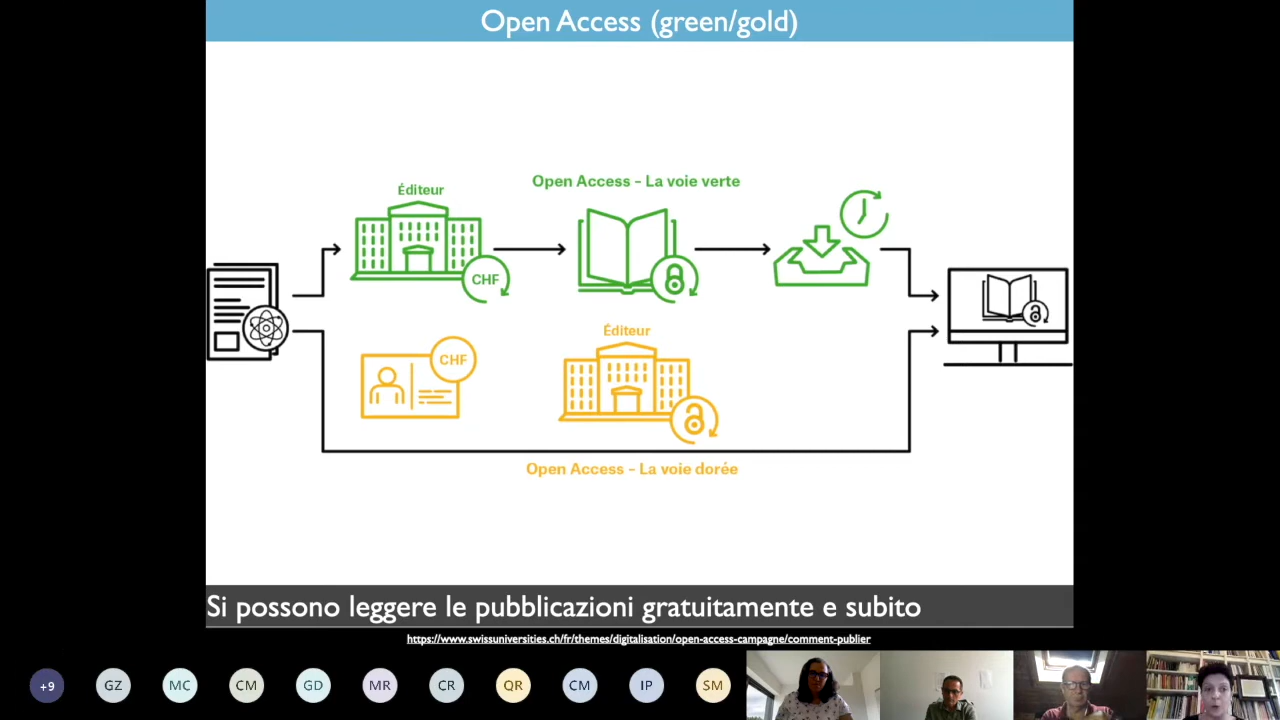 Open Access (green/gold)
Open Access – La voie verte
Éditeur
CHF
Éditeur
CHF
Open Access – La voie dorée
Si possono leggere le pubblicazioni gratuitamente e subito
https://www.swissuniversities.ch/fr/themes/digitalisation/open-access-campagne/comment-publier
+9 GZ MC CM GD MR CR QR CM IP SM